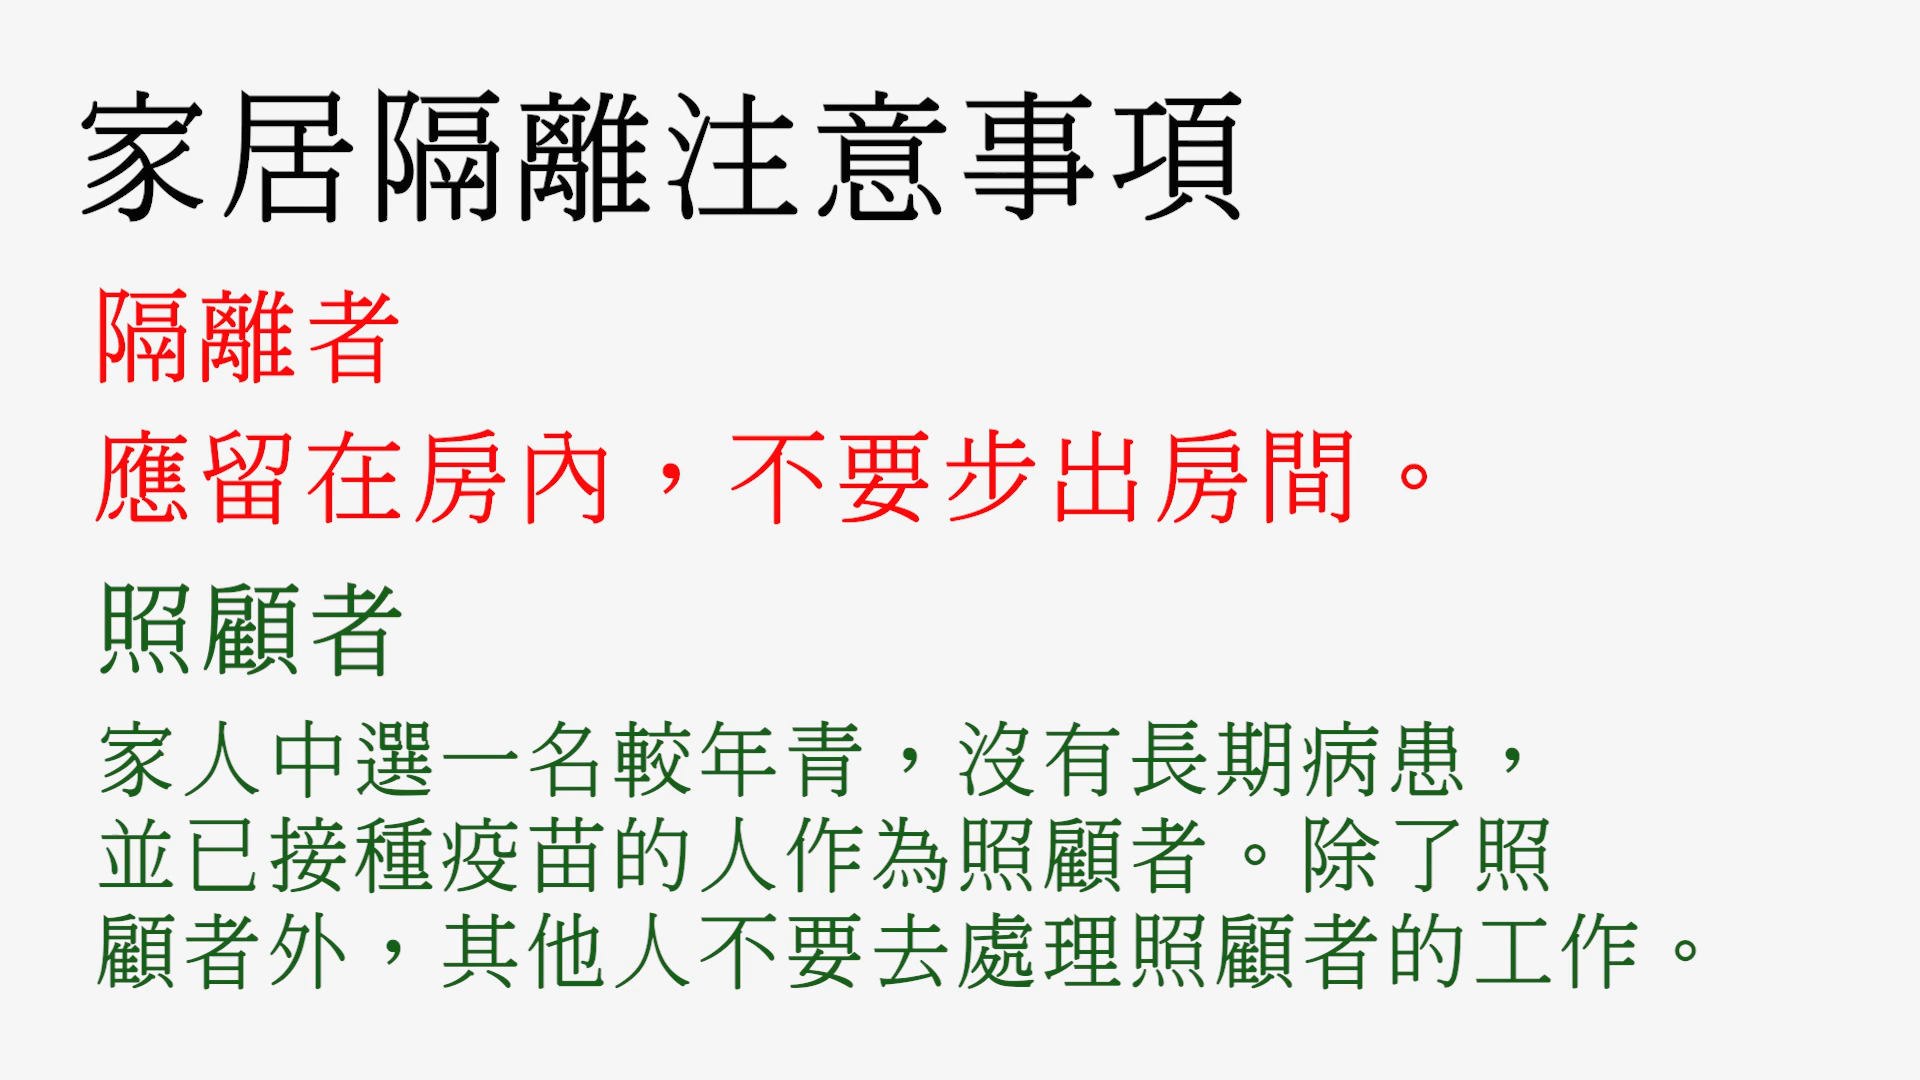 家居隔離注意事項
隔離者
應留在房內，不要步出房間。
照顧者
家人中選一名較年青，沒有長期病患，
並已接種疫苗的人作為照顧者。除了照
顧者外，其他人不要去處理照顧者的工作。